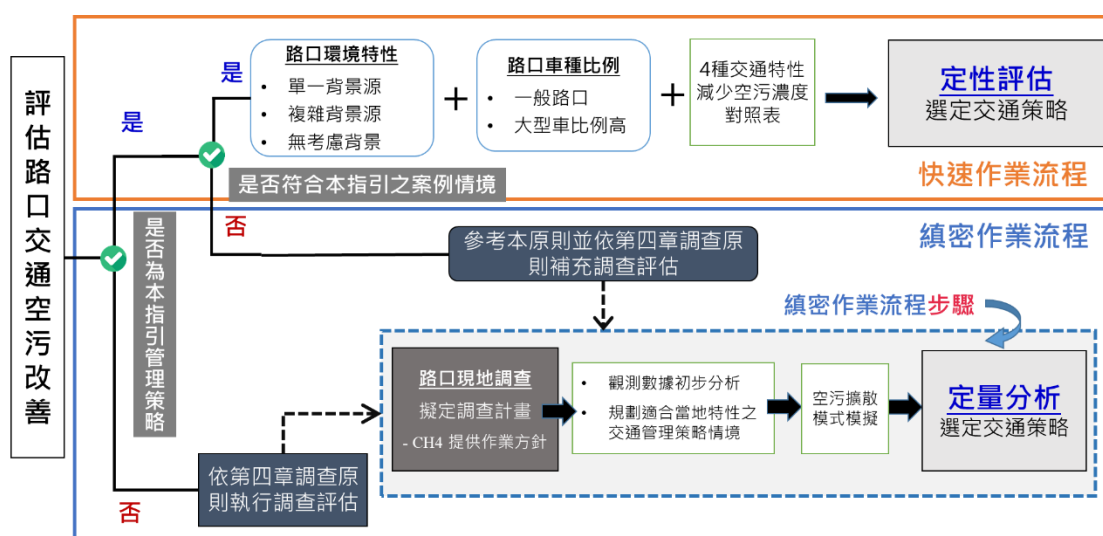 評估路口交通空污改善
是
是否為本指引管理策略
否
是
是否符合本指引之案例情境
否
路口環境特性
• 單一背景源
• 複雜背景源
• 無考慮背景
+
路口車種比例
• 一般路口
• 大型車比例高
+
4種交通特性
減少空污濃度
對照表
定性評估
選定交通策略
快速作業流程
縝密作業流程
參考本原則並依第四章調查原
則補充調查評估
縝密作業流程步驟
依第四章調查原
則執行調查評估
路口現地調查
擬定調查計畫
- CH4 提供作業方針
• 觀測數據初步分析
• 規劃適合當地特性之
交通管理策略情境
空污擴散
模式模擬
定量分析
選定交通策略